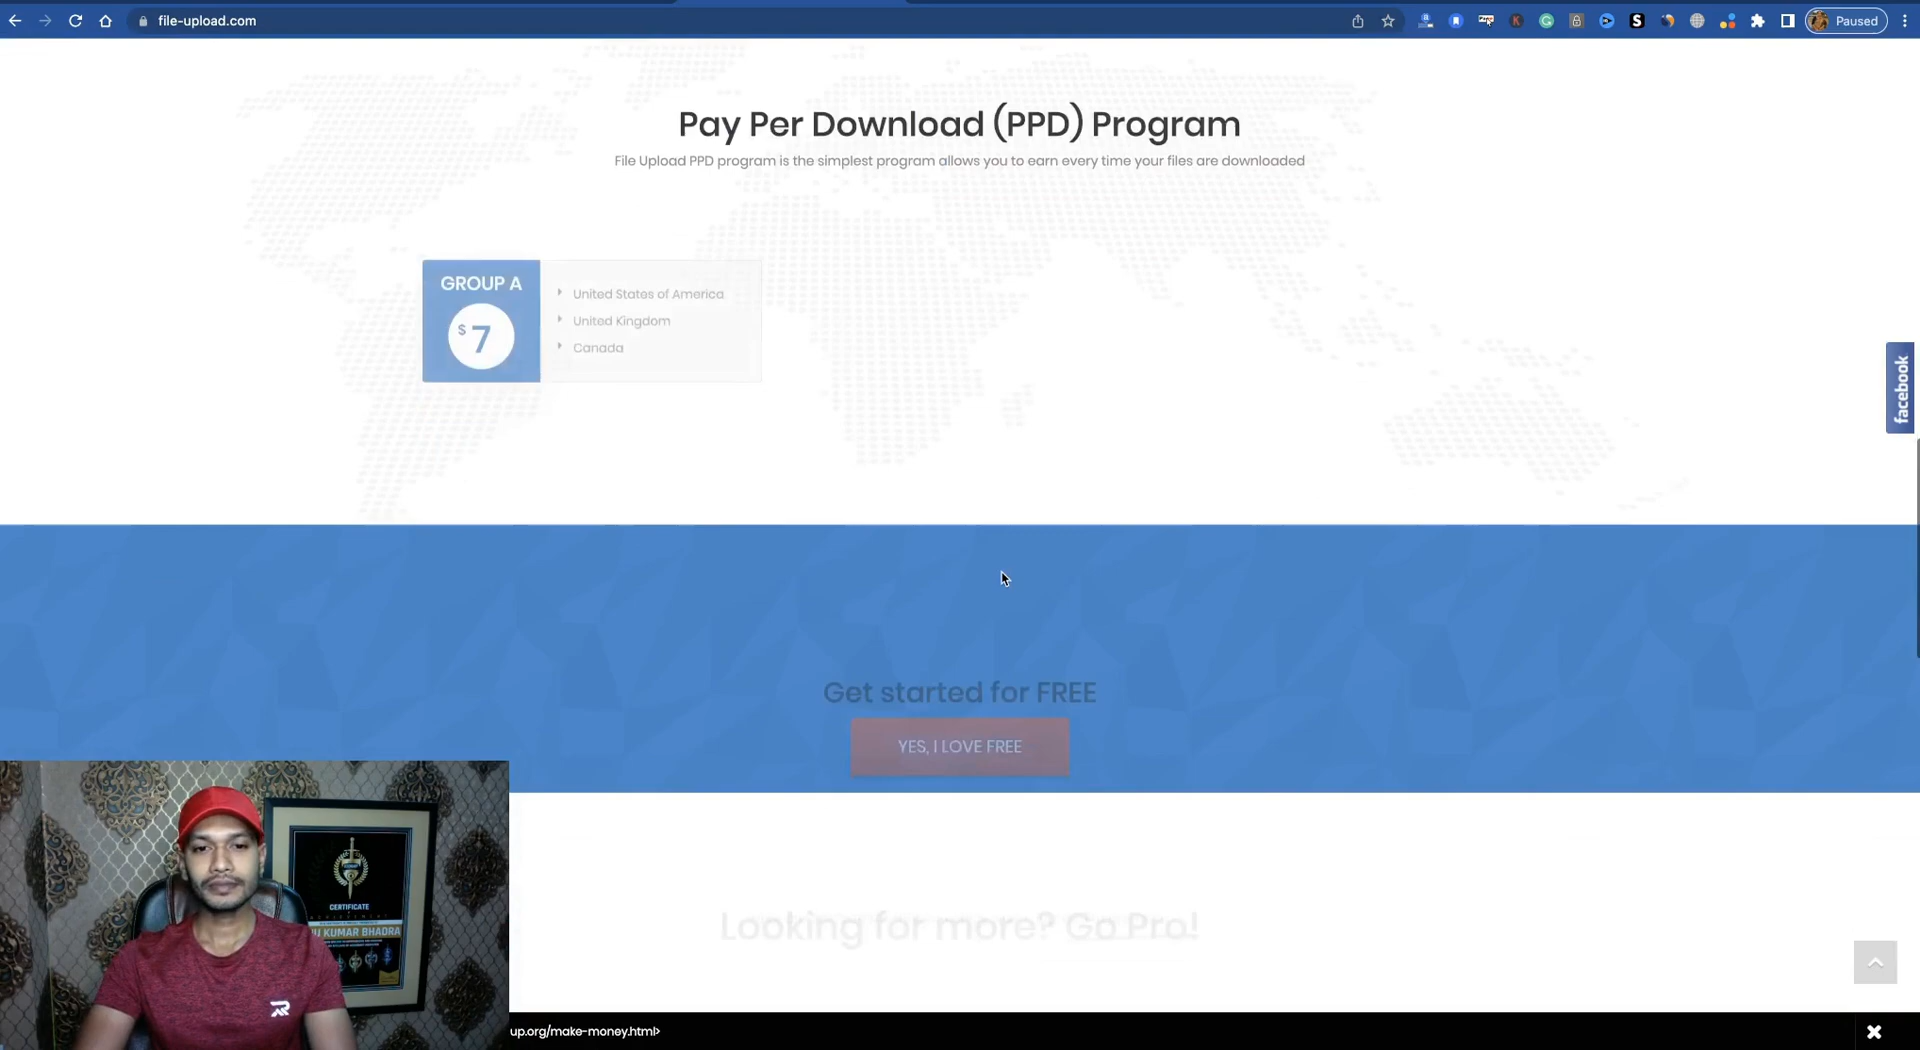 file-upload.com
Paused
Pay Per Download (PPD) Program
File Upload PPD program is the simplest program allows you to earn every time your files are downloaded
GROUP A
$ 7
United States of America
United Kingdom
Canada
facebook
Get started for FREE
YES, I LOVE FREE
Looking for more? Go Pro!
CERTIFICATE
KUMAR BHADRA
up.org/make-money.html>